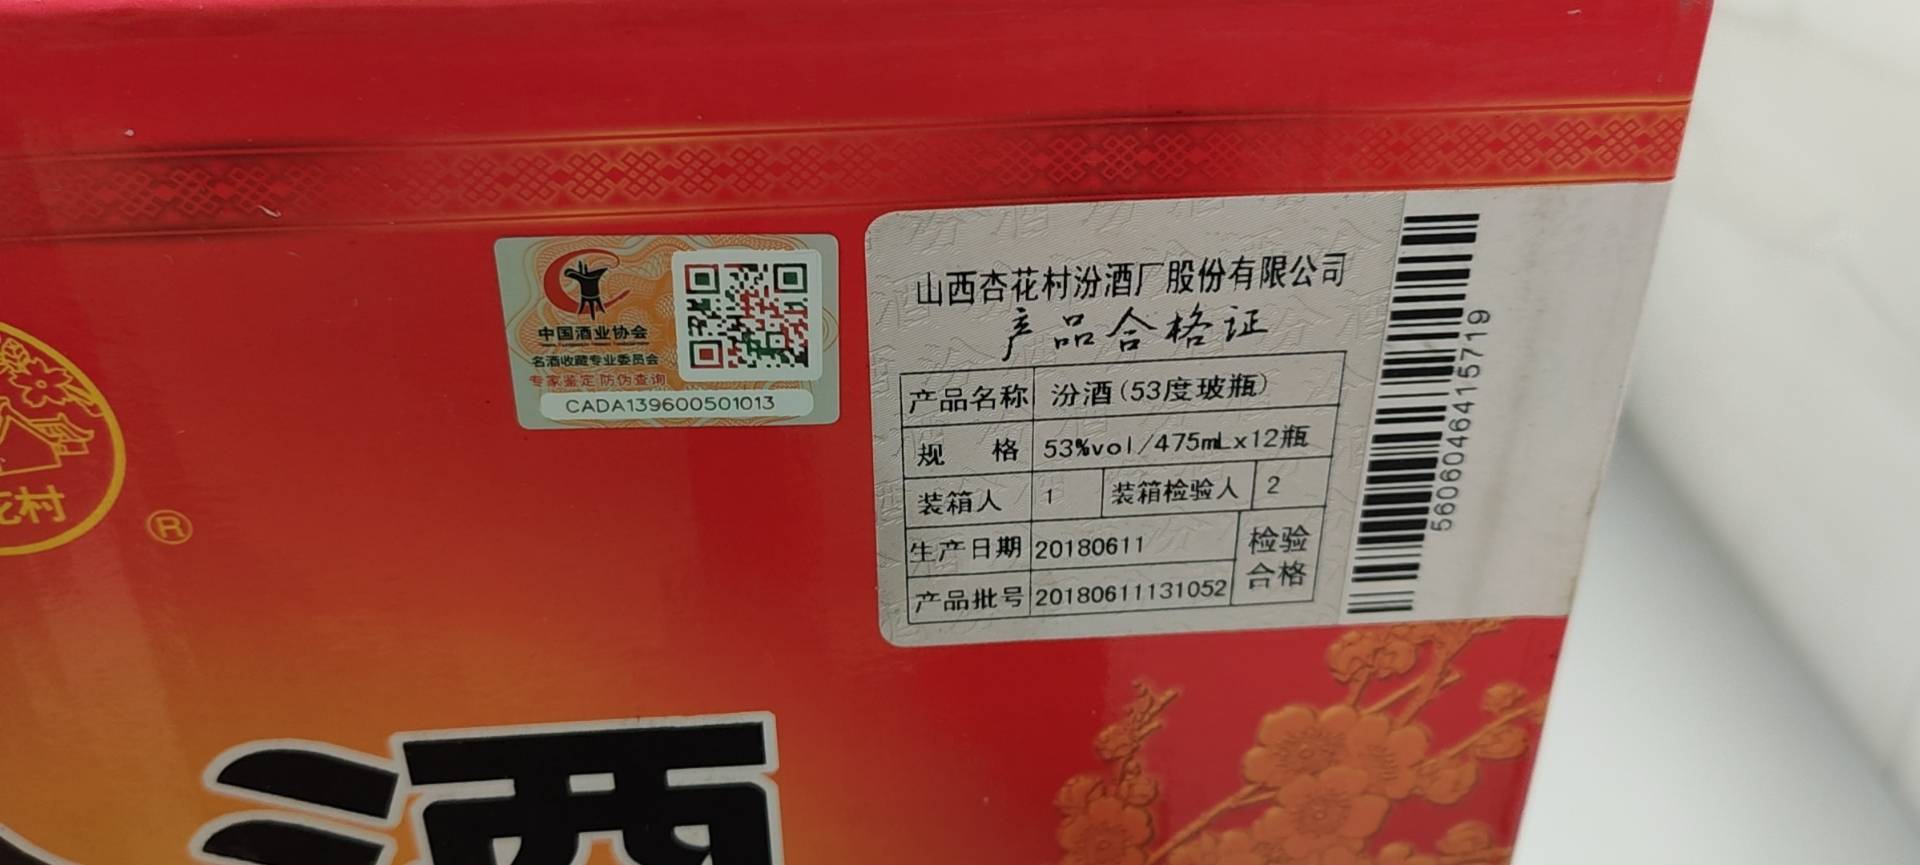 中国酒业协会
名酒收藏专业委员会
专家鉴定 防伪查询
CADA139600501013
山西杏花村汾酒厂股份有限公司
产品合格证
产品名称 汾酒(53度玻瓶)
规 格 53%vol/475mLx12瓶
装箱人 1 装箱检验人 2
生产日期 20180611
产品批号 20180611131052
检验
合格
56060464157​19
花村
®
酒